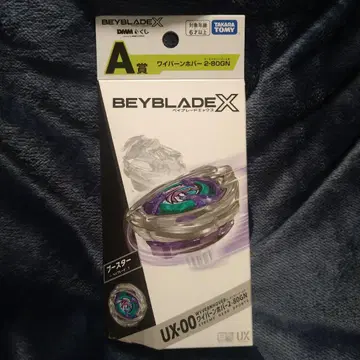 BEYBLADE X
DMMくじ
対象年齢
6才以上
TAKARA TOMY
A賞
ワイバーンホバー2-80GN
BEYBLADE X
ベイブレードエックス
ブースター
UX-00
WYVERNHOVER
ワイバーンホバー2-80GN
UX